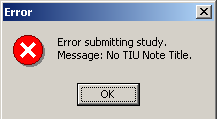 Error
Error submitting study.
Message: No TIU Note Title.
OK